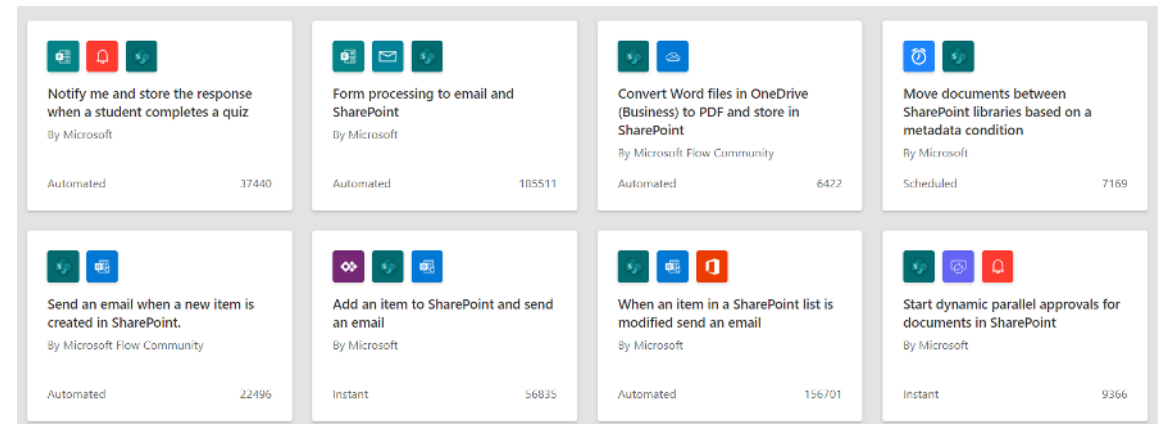 Notify me and store the response
when a student completes a quiz
By Microsoft
Automated 37440
Form processing to email and
SharePoint
By Microsoft
Automated 185511
Convert Word files in OneDrive
(Business) to PDF and store in
SharePoint
By Microsoft Flow Community
Automated 6422
Move documents between
SharePoint libraries based on a
metadata condition
By Microsoft
Scheduled 7169
Send an email when a new item is
created in SharePoint.
By Microsoft Flow Community
Automated 22496
Add an item to SharePoint and send
an email
By Microsoft
Instant 56835
When an item in a SharePoint list is
modified send an email
By Microsoft
Automated 156701
Start dynamic parallel approvals for
documents in SharePoint
By Microsoft
Instant 9366